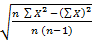 √(n ∑ X² − (∑ X)²
n (n−1))